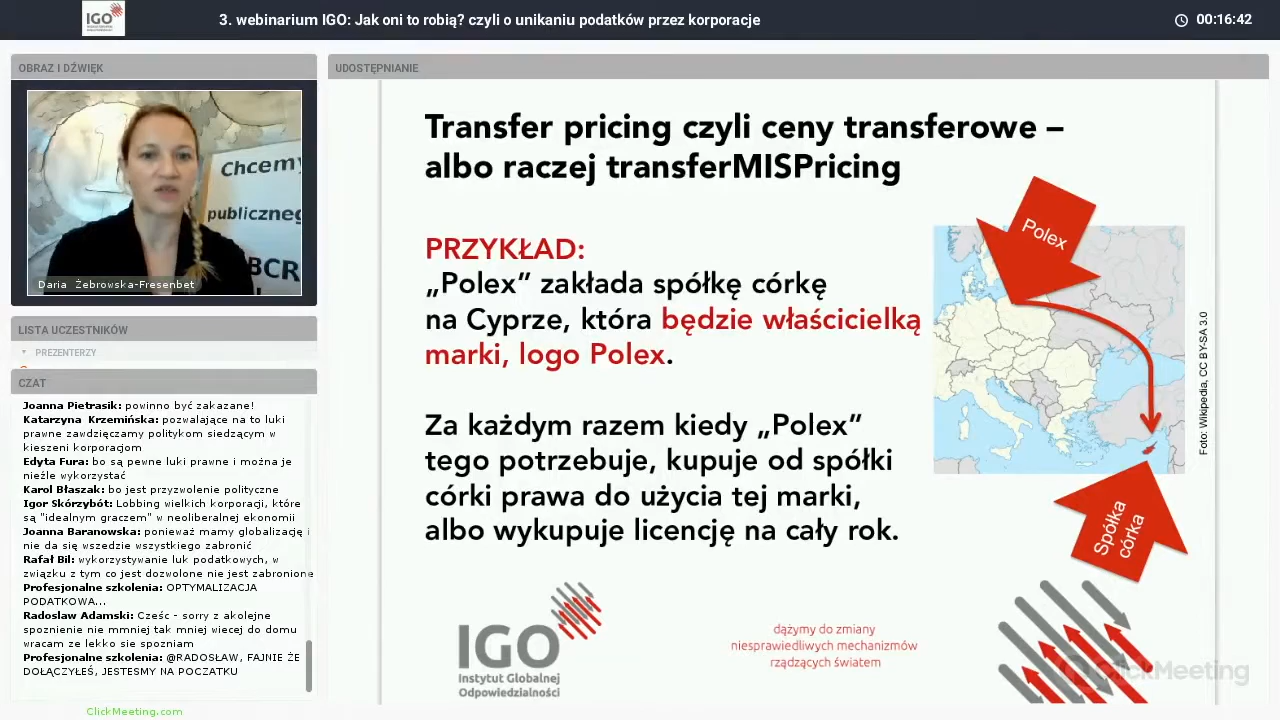 IGO
3. webinarium IGO: Jak oni to robią? czyli o unikaniu podatków przez korporacje
00:16:42
OBRAZ I DŹWIĘK
Chcemy
publiczneg
BCR
Daria Żebrowska-Fresenbet
LISTA UCZESTNIKÓW
PREZENTERZY
CZAT
Joanna Pietrasik: powinno być zakazane!
Katarzyna Krzemińska: pozwalające na to luki
prawne zawdzięczamy politykom siedzącym w
kieszeni korporacjom
Edyta Fura: bo są pewne luki prawne i można je
nieźle wykorzystać
Karol Błaszak: bo jest przyzwolenie polityczne
Igor Skórzybót: Lobbing wielkich korporacji, które
są "idealnym graczem" w neoliberalnej ekonomii
Joanna Baranowska: ponieważ mamy globalizację i
nie da się wszedzie wszystkiego zabronić
Rafał Bil: wykorzystywanie luk podatkowych, w
związku z tym co jest dozwolone nie jest zabronione
Profesjonalne szkolenia: OPTYMALIZACJA
PODATKOWA...
Radoslaw Adamski: Cześc - sorry z akolejne
spoznienie nie mmniej tak mniej wiecej do domu
wracam ze lekko sie spozniam
Profesjonalne szkolenia: @RADOSŁAW, FAJNIE ŻE
DOŁĄCZYŁEŚ, JESTESMY NA POCZATKU
ClickMeeting.com
UDOSTĘPNIANIE
Transfer pricing czyli ceny transferowe –
albo raczej transferMISPricing
PRZYKŁAD:
„Polex” zakłada spółkę córkę
na Cyprze, która będzie właścicielką
marki, logo Polex.
Za każdym razem kiedy „Polex”
tego potrzebuje, kupuje od spółki
córki prawa do użycia tej marki,
albo wykupuje licencję na cały rok.
Polex
Spółka
córka
Foto: Wikipedia, CC BY-SA 3.0
IGO
Instytut Globalnej
Odpowiedzialności
dążymy do zmiany
niesprawiedliwych mechanizmów
rządzących światem
ClickMeeting